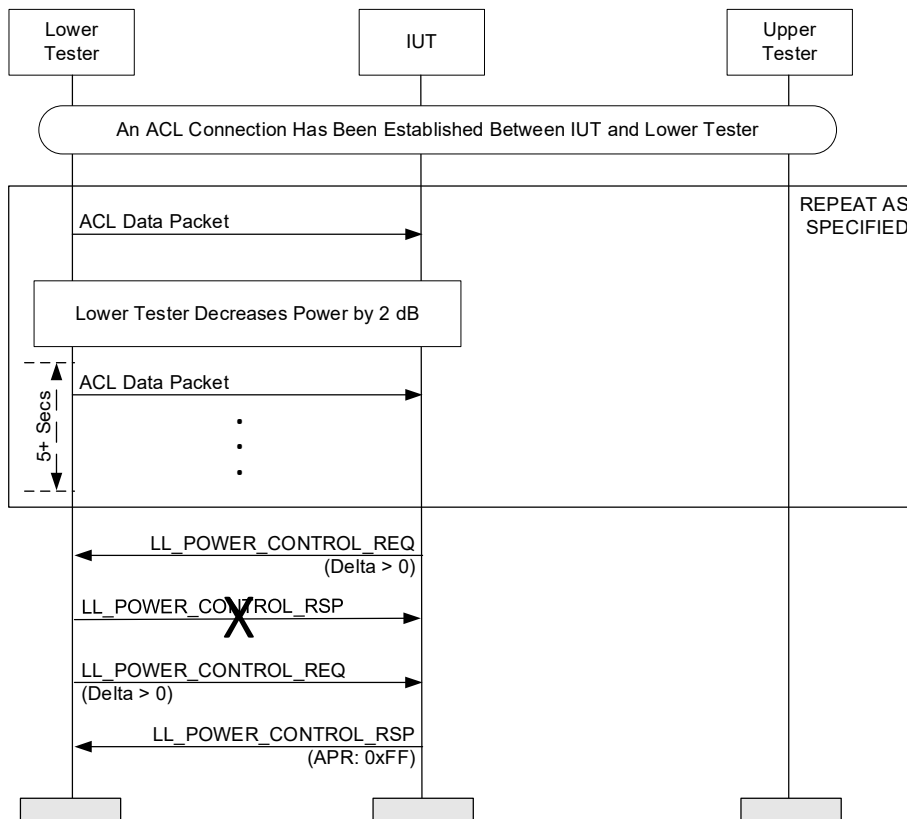 Lower
Tester
IUT
Upper
Tester
An ACL Connection Has Been Established Between IUT and Lower Tester
REPEAT AS
SPECIFIED
ACL Data Packet
Lower Tester Decreases Power by 2 dB
ACL Data Packet
5+ Secs
LL_POWER_CONTROL_REQ
(Delta > 0)
LL_POWER_CONTROL_RSP
X
LL_POWER_CONTROL_REQ
(Delta > 0)
LL_POWER_CONTROL_RSP
(APR: 0xFF)